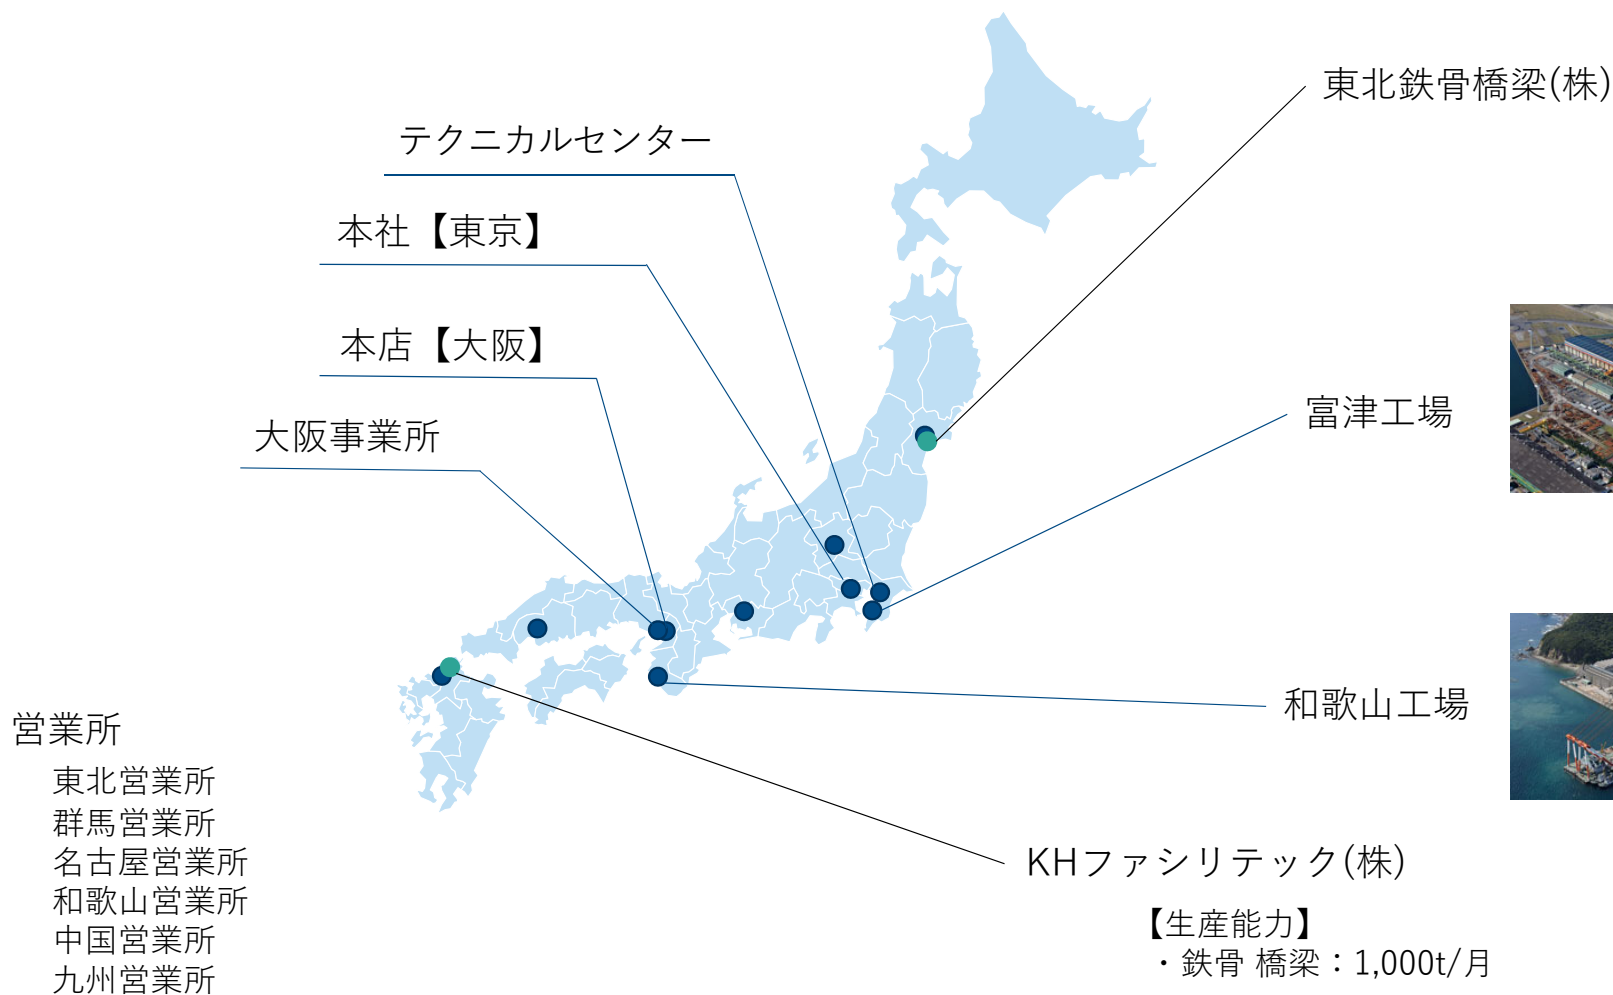 東北鉄骨橋梁(株)
テクニカルセンター
本社【東京】
本店【大阪】
富津工場
大阪事業所
和歌山工場
営業所
東北営業所
群馬営業所
名古屋営業所
和歌山営業所
中国営業所
九州営業所
KHファシリテック(株)
【生産能力】
・鉄骨 橋梁：1,000t/月